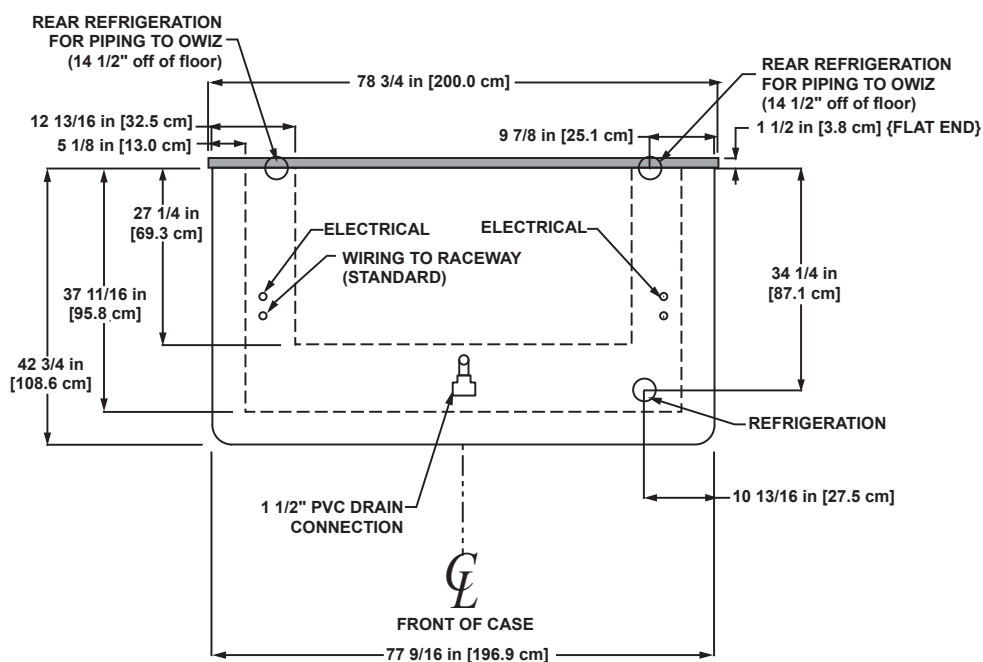 REAR REFRIGERATION
FOR PIPING TO OWIZ
(14 1/2" off of floor)
78 3/4 in [200.0 cm]
REAR REFRIGERATION
FOR PIPING TO OWIZ
(14 1/2" off of floor)
12 13/16 in [32.5 cm]
9 7/8 in [25.1 cm]
1 1/2 in [3.8 cm] {FLAT END}
5 1/8 in [13.0 cm]
27 1/4 in
[69.3 cm]
ELECTRICAL
ELECTRICAL
WIRING TO RACEWAY
(STANDARD)
34 1/4 in
[87.1 cm]
37 11/16 in
[95.8 cm]
42 3/4 in
[108.6 cm]
REFRIGERATION
10 13/16 in [27.5 cm]
1 1/2" PVC DRAIN
CONNECTION
CL
FRONT OF CASE
77 9/16 in [196.9 cm]